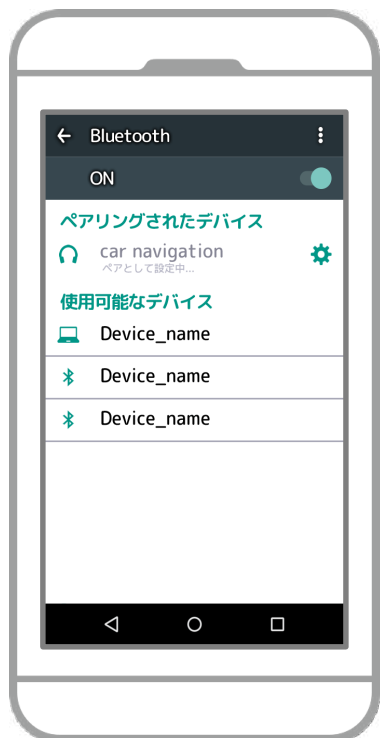 Bluetooth
ON
ペアリングされたデバイス
car navigation
ペアとして設定中...
使用可能なデバイス
Device_name
Device_name
Device_name